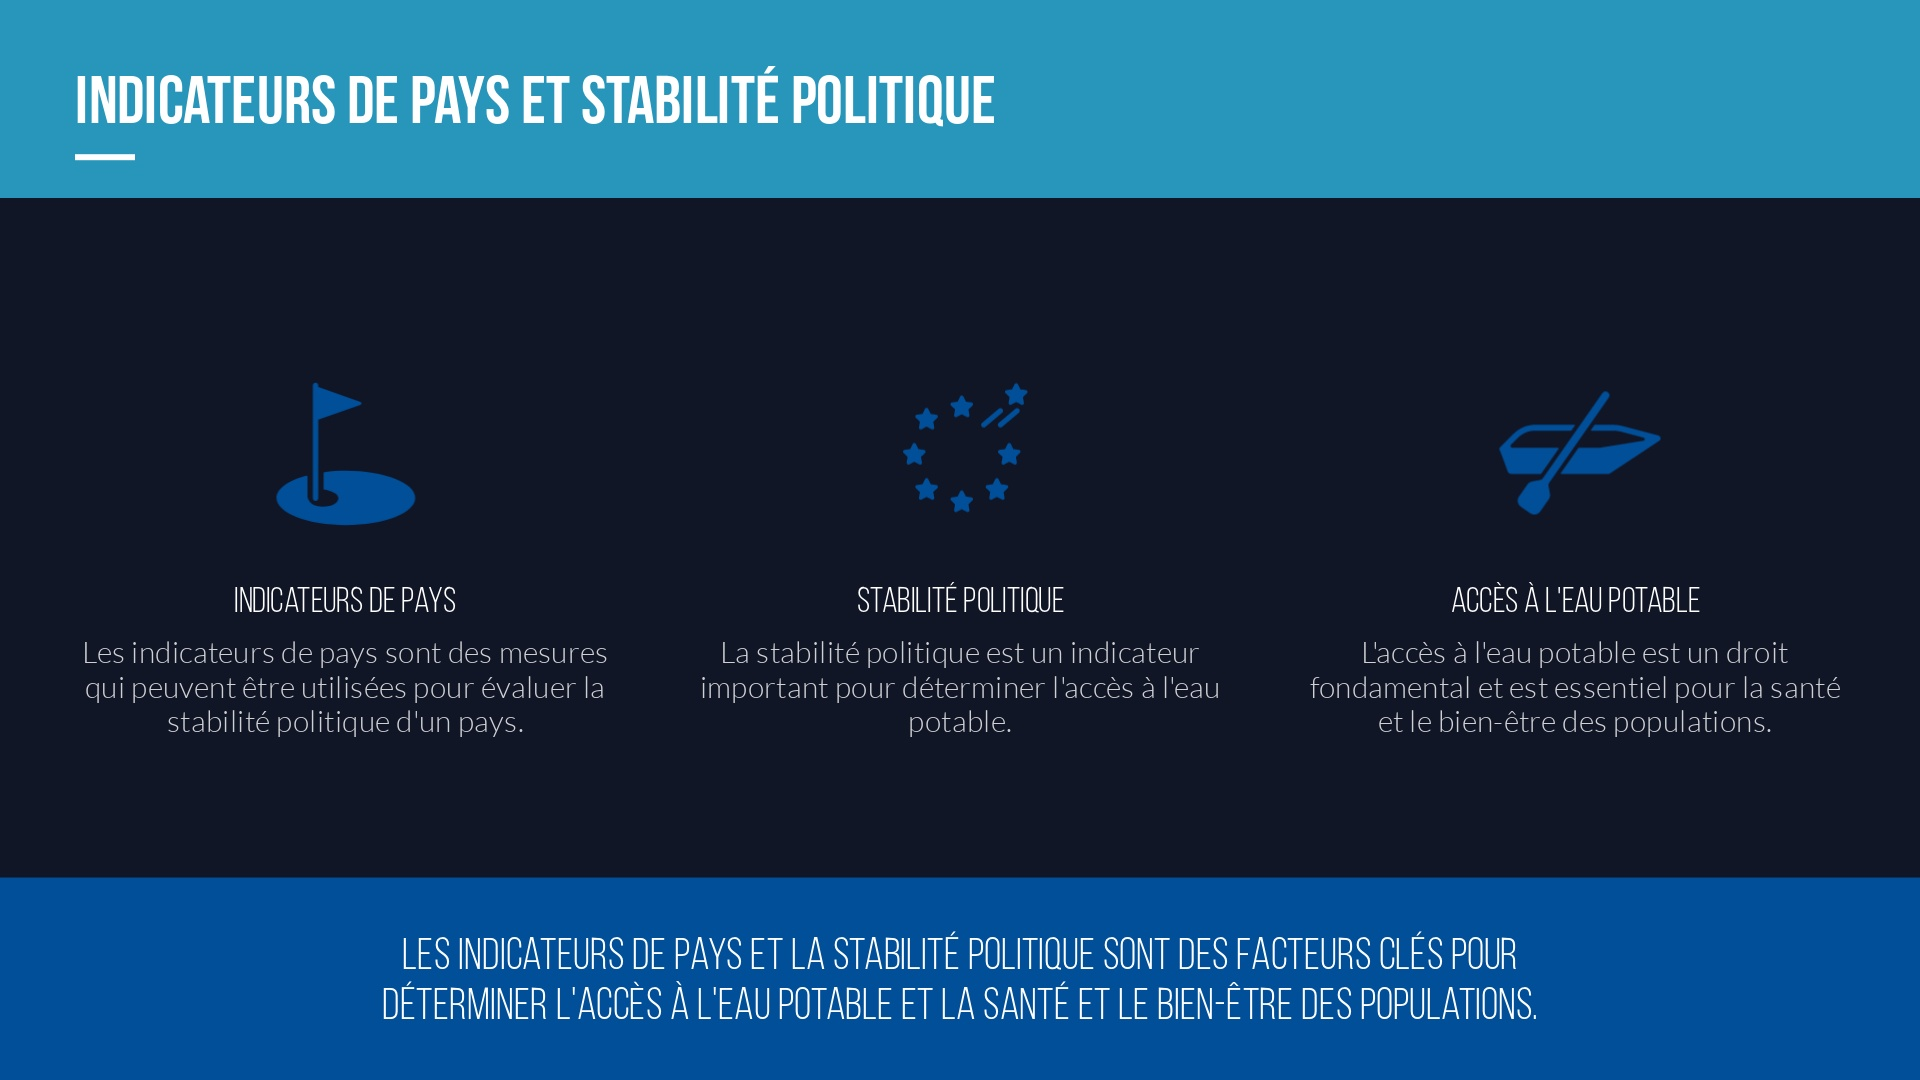 INDICATEURS DE PAYS ET STABILITÉ POLITIQUE
INDICATEURS DE PAYS
Les indicateurs de pays sont des mesures
qui peuvent être utilisées pour évaluer la
stabilité politique d'un pays.
STABILITÉ POLITIQUE
La stabilité politique est un indicateur
important pour déterminer l'accès à l'eau
potable.
ACCÈS À L'EAU POTABLE
L'accès à l'eau potable est un droit
fondamental et est essentiel pour la santé
et le bien-être des populations.
LES INDICATEURS DE PAYS ET LA STABILITÉ POLITIQUE SONT DES FACTEURS CLÉS POUR
DÉTERMINER L'ACCÈS À L'EAU POTABLE ET LA SANTÉ ET LE BIEN-ÊTRE DES POPULATIONS.